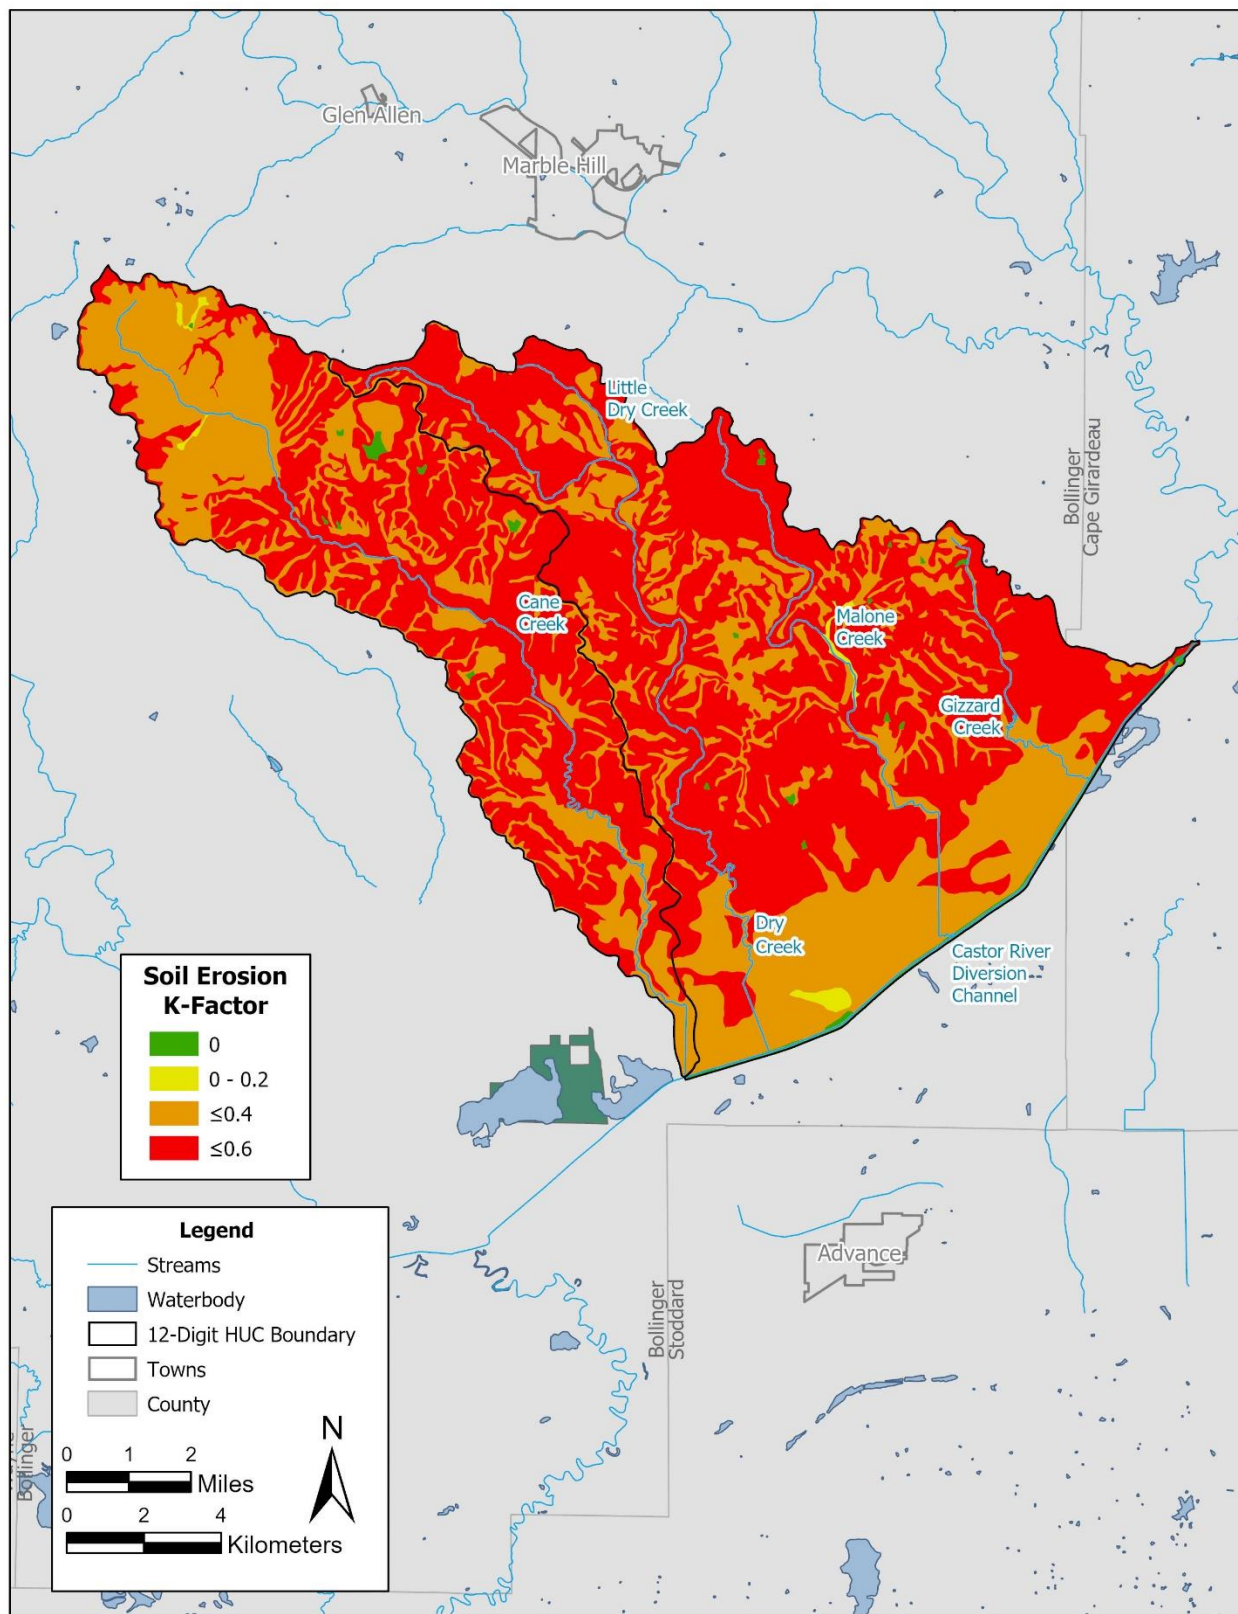 Glen Allen
Marble Hill
Little
Dry Creek
Bollinger
Cape Girardeau
Cane
Creek
Malone
Creek
Gizzard
Creek
Dry
Creek
Castor River
Diversion
Channel
Soil Erosion
K-Factor
0
0 - 0.2
≤0.4
≤0.6
Advance
Bollinger
Stoddard
Legend
Streams
Waterbody
12-Digit HUC Boundary
Towns
County
N
0 1 2
Miles
0 2 4
Kilometers
Bollinger